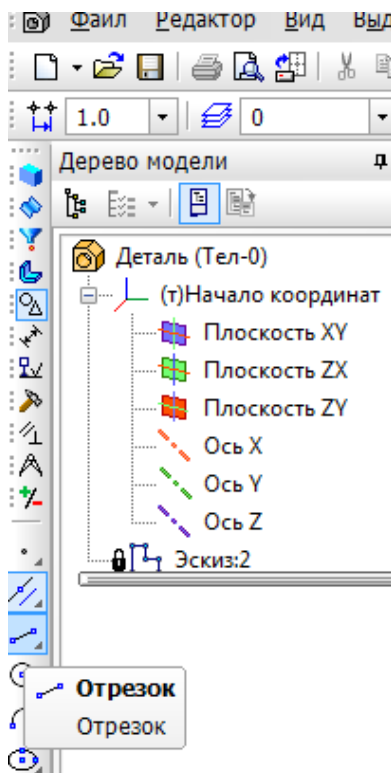 Файл Редактор Вид Выд
1.0 0
Дерево модели
Деталь (Тел-0)
(т)Начало координат
Плоскость XY
Плоскость ZX
Плоскость ZY
Ось X
Ось Y
Ось Z
Эскиз:2
Отрезок
Отрезок